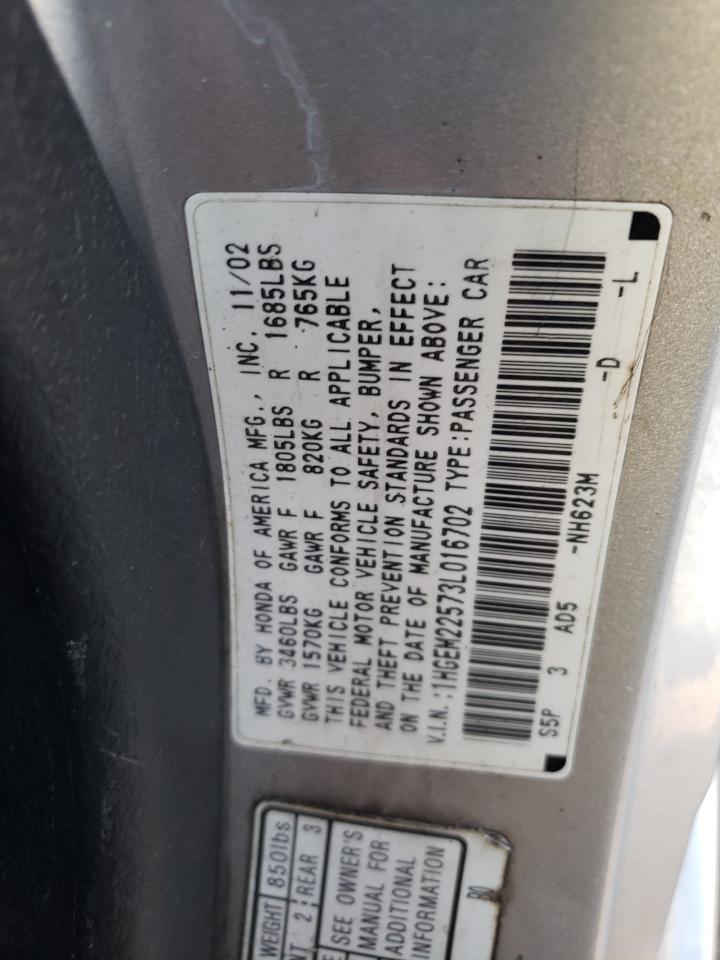 MFD. BY HONDA OF AMERICA MFG., INC. 11/02
GVWR 3460LBS GAWR F 1805LBS R 1685LBS
GVWR 1570KG GAWR F 820KG R 765KG
THIS VEHICLE CONFORMS TO ALL APPLICABLE
FEDERAL MOTOR VEHICLE SAFETY, BUMPER,
AND THEFT PREVENTION STANDARDS IN EFFECT
ON THE DATE OF MANUFACTURE SHOWN ABOVE:
V.I.N.:1HGEM22573L016702 TYPE:PASSENGER CAR
S5P 3 AD5 -NH623M -D -L
WEIGHT 850lbs
2 REAR 3
SEE OWNER'S
MANUAL FOR
ADDITIONAL
INFORMATION